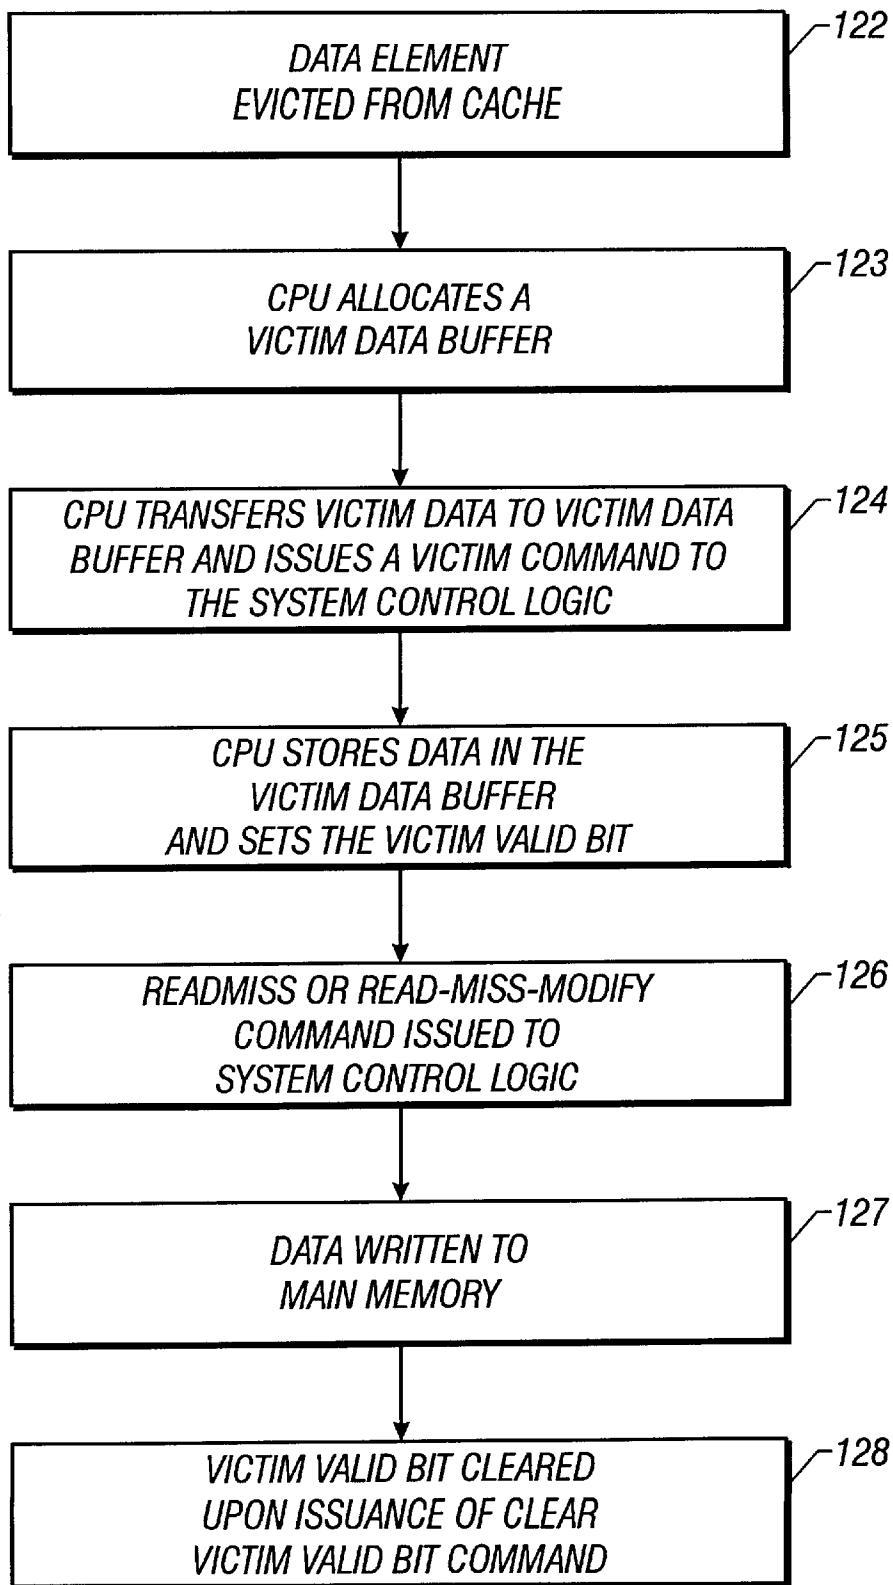 122
DATA ELEMENT
EVICTED FROM CACHE
123
CPU ALLOCATES A
VICTIM DATA BUFFER
124
CPU TRANSFERS VICTIM DATA TO VICTIM DATA
BUFFER AND ISSUES A VICTIM COMMAND TO
THE SYSTEM CONTROL LOGIC
125
CPU STORES DATA IN THE
VICTIM DATA BUFFER
AND SETS THE VICTIM VALID BIT
126
READMISS OR READ-MISS-MODIFY
COMMAND ISSUED TO
SYSTEM CONTROL LOGIC
127
DATA WRITTEN TO
MAIN MEMORY
128
VICTIM VALID BIT CLEARED
UPON ISSUANCE OF CLEAR
VICTIM VALID BIT COMMAND